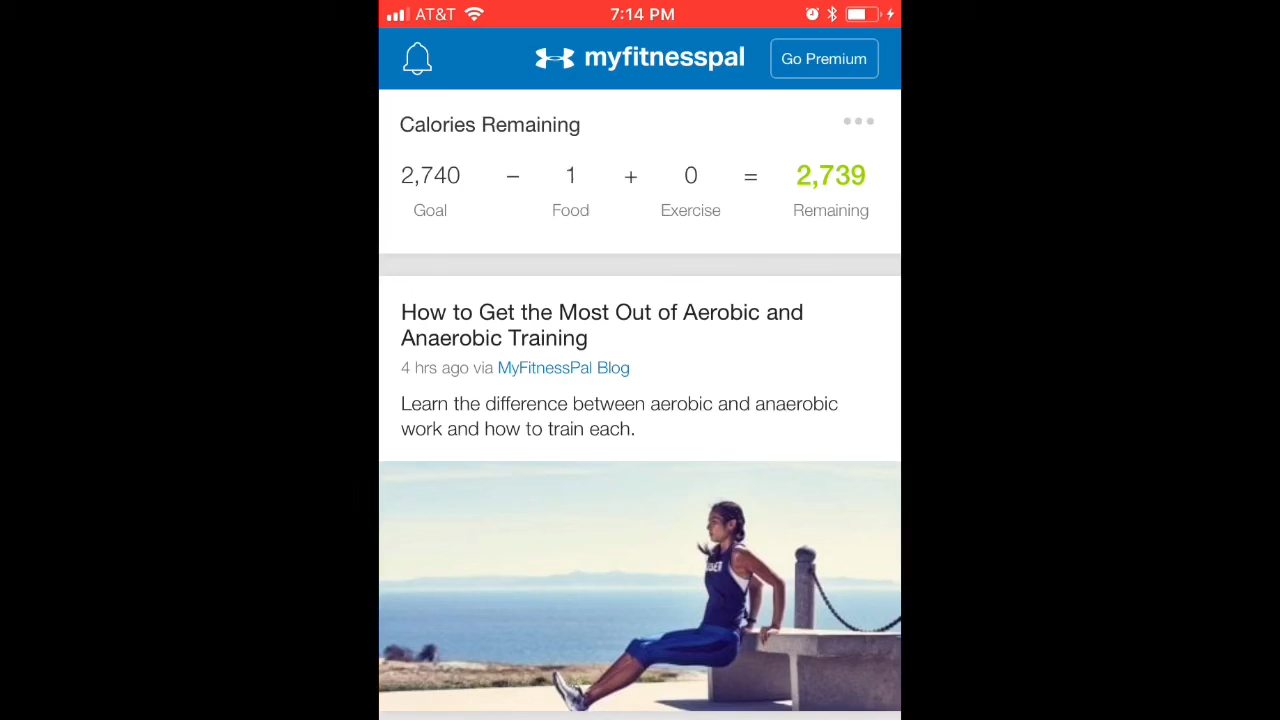 AT&T 7:14 PM
myfitnesspal Go Premium
Calories Remaining
2,740 − 1 + 0 = 2,739
Goal Food Exercise Remaining
How to Get the Most Out of Aerobic and
Anaerobic Training
4 hrs ago via MyFitnessPal Blog
Learn the difference between aerobic and anaerobic
work and how to train each.